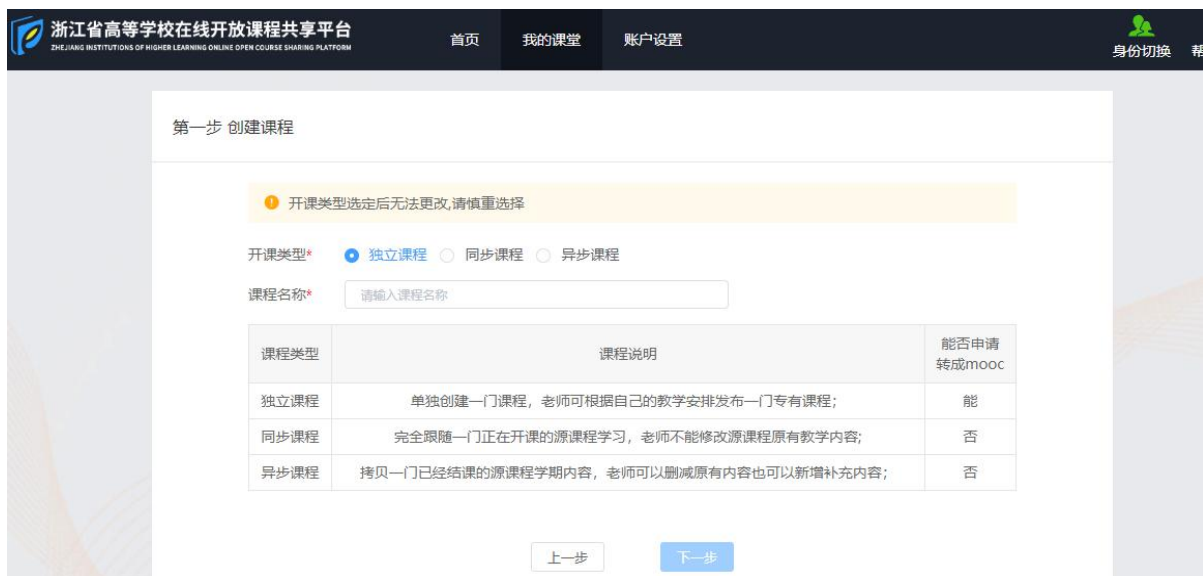 浙江省高等学校在线开放课程共享平台
ZHEJIANG INSTITUTIONS OF HIGHER LEARNING ONLINE OPEN COURSE SHARING PLATFORM
首页 我的课堂 账户设置
身份切换 帮
第一步 创建课程
开课类型选定后无法更改,请慎重选择
开课类型* 独立课程 同步课程 异步课程
课程名称* 请输入课程名称
课程类型 课程说明 能否申请
转成mooc
独立课程 单独创建一门课程，老师可根据自己的教学安排发布一门专有课程; 能
同步课程 完全跟随一门正在开课的源课程学习，老师不能修改源课程原有教学内容; 否
异步课程 拷贝一门已经结课的源课程学期内容，老师可以删减原有内容也可以新增补充内容; 否
上一步 下一步